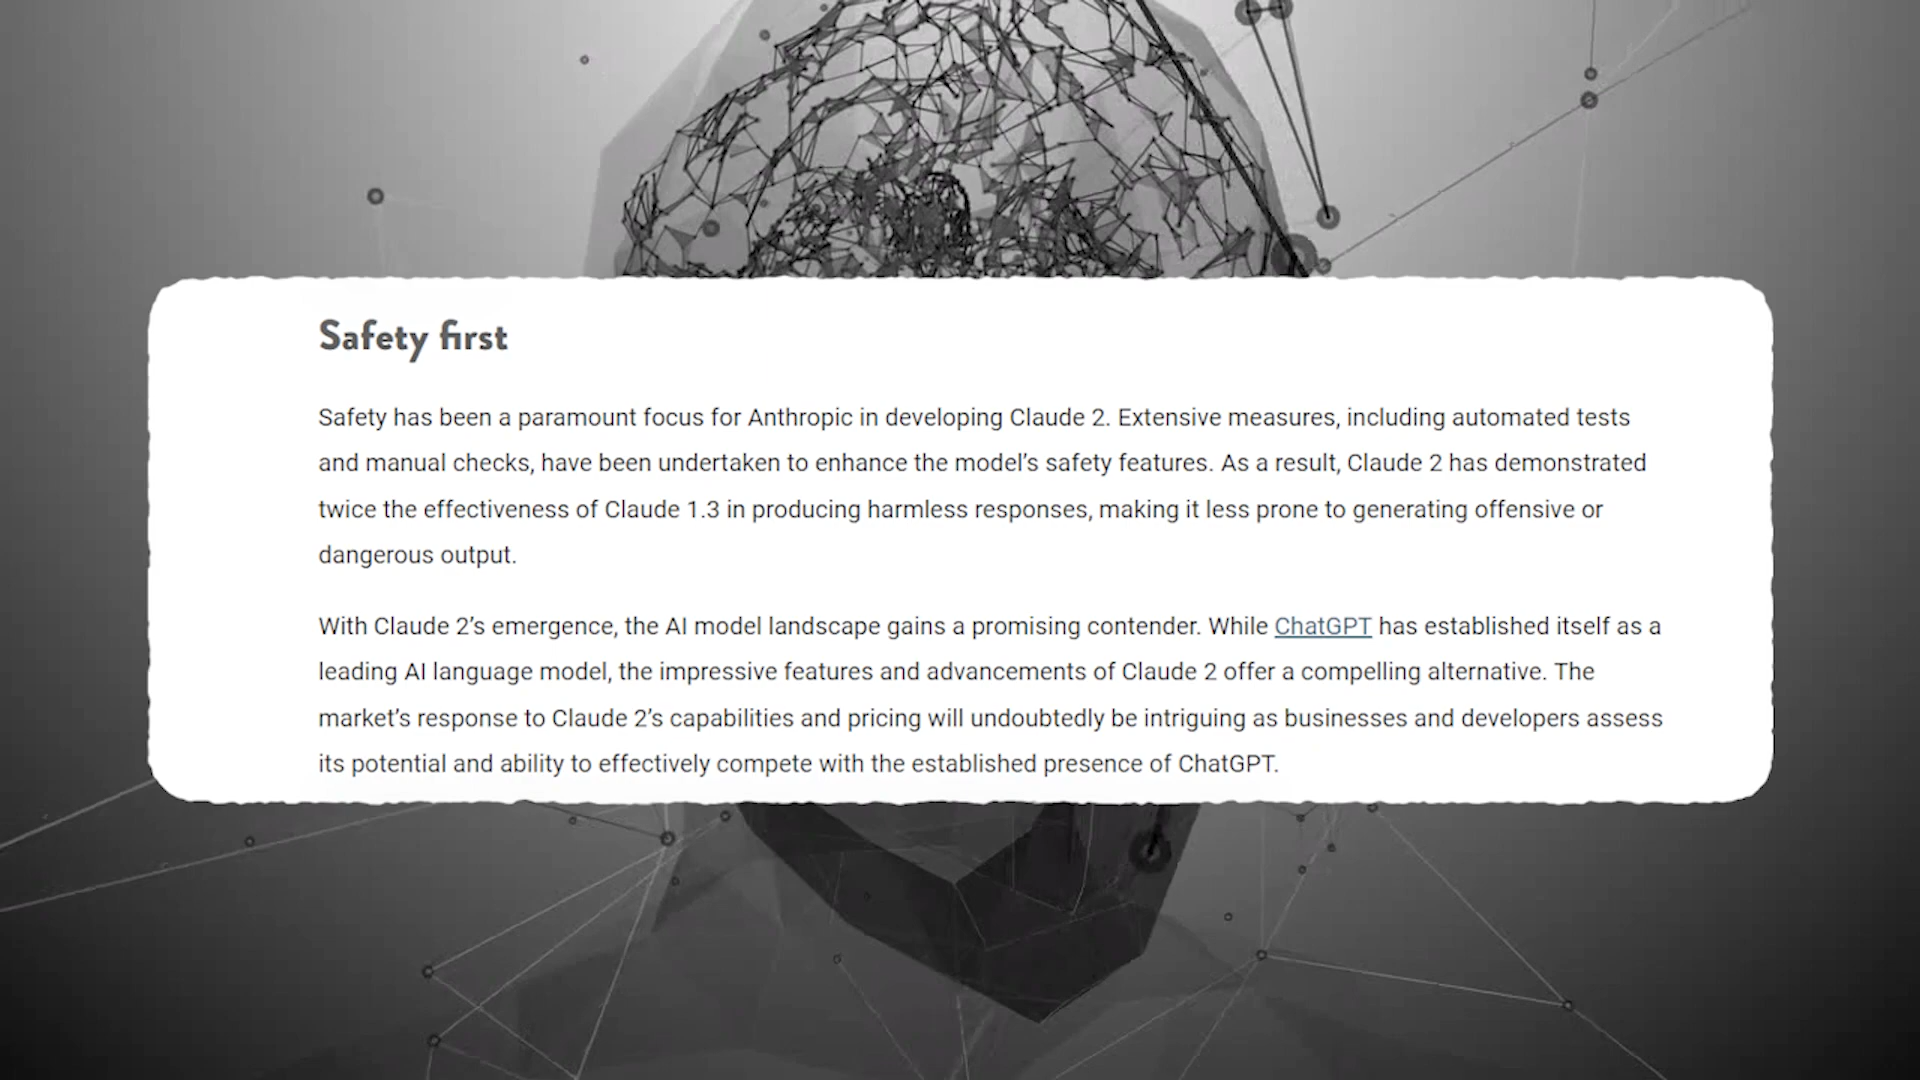 Safety first
Safety has been a paramount focus for Anthropic in developing Claude 2. Extensive measures, including automated tests
and manual checks, have been undertaken to enhance the model’s safety features. As a result, Claude 2 has demonstrated
twice the effectiveness of Claude 1.3 in producing harmless responses, making it less prone to generating offensive or
dangerous output.
With Claude 2’s emergence, the AI model landscape gains a promising contender. While ChatGPT has established itself as a
leading AI language model, the impressive features and advancements of Claude 2 offer a compelling alternative. The
market’s response to Claude 2’s capabilities and pricing will undoubtedly be intriguing as businesses and developers assess
its potential and ability to effectively compete with the established presence of ChatGPT.